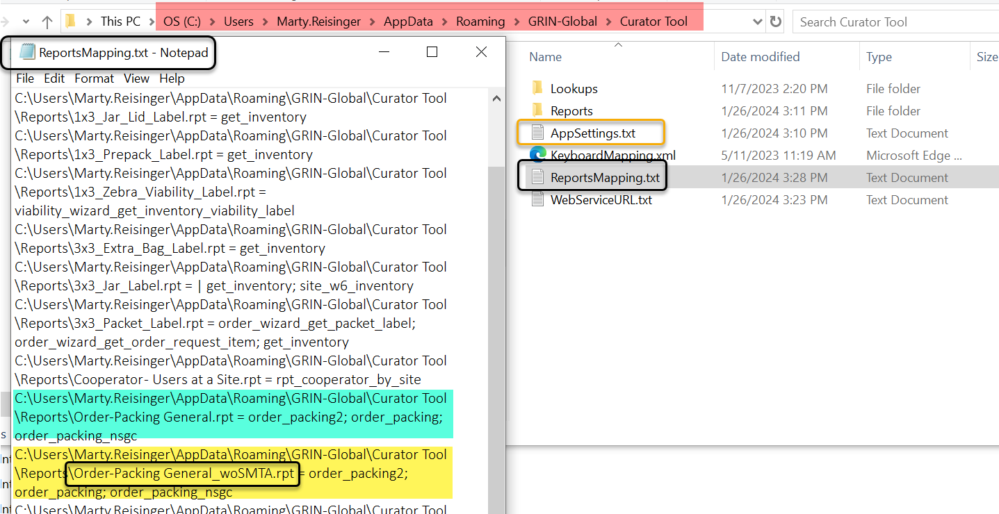 This PC > OS (C:) > Users > Marty.Reisinger > AppData > Roaming > GRIN-Global > Curator Tool
Search Curator Tool
ReportsMapping.txt - Notepad
File Edit Format View Help
C:\Users\Marty.Reisinger\AppData\Roaming\GRIN-Global\Curator Tool
\Reports\1x3_Jar_Lid_Label.rpt = get_inventory
C:\Users\Marty.Reisinger\AppData\Roaming\GRIN-Global\Curator Tool
\Reports\1x3_Prepack_Label.rpt = get_inventory
C:\Users\Marty.Reisinger\AppData\Roaming\GRIN-Global\Curator Tool
\Reports\1x3_Zebra_Viability_Label.rpt =
viability_wizard_get_inventory_viability_label
C:\Users\Marty.Reisinger\AppData\Roaming\GRIN-Global\Curator Tool
\Reports\3x3_Extra_Bag_Label.rpt = get_inventory
C:\Users\Marty.Reisinger\AppData\Roaming\GRIN-Global\Curator Tool
\Reports\3x3_Jar_Label.rpt = | get_inventory; site_w6_inventory
C:\Users\Marty.Reisinger\AppData\Roaming\GRIN-Global\Curator Tool
\Reports\3x3_Packet_Label.rpt = order_wizard_get_packet_label;
order_wizard_get_order_request_item; get_inventory
C:\Users\Marty.Reisinger\AppData\Roaming\GRIN-Global\Curator Tool
\Reports\Cooperator- Users at a Site.rpt = rpt_cooperator_by_site
C:\Users\Marty.Reisinger\AppData\Roaming\GRIN-Global\Curator Tool
\Reports\Order-Packing General.rpt = order_packing2; order_packing;
order_packing_nsgc
C:\Users\Marty.Reisinger\AppData\Roaming\GRIN-Global\Curator Tool
\Reports\Order-Packing General_woSMTA.rpt = order_packing2;
order_packing; order_packing_nsgc
C:\Users\Marty.Reisinger\AppData\Roaming\GRIN-Global\Curator Tool
Name Date modified Type Size
Lookups 11/7/2023 2:20 PM File folder
Reports 1/26/2024 3:11 PM File folder
AppSettings.txt 1/26/2024 3:10 PM Text Document
KeyboardMapping.xml 5/11/2023 11:19 AM Microsoft Edge ...
ReportsMapping.txt 1/26/2024 3:28 PM Text Document
WebServiceURL.txt 1/26/2024 3:23 PM Text Document